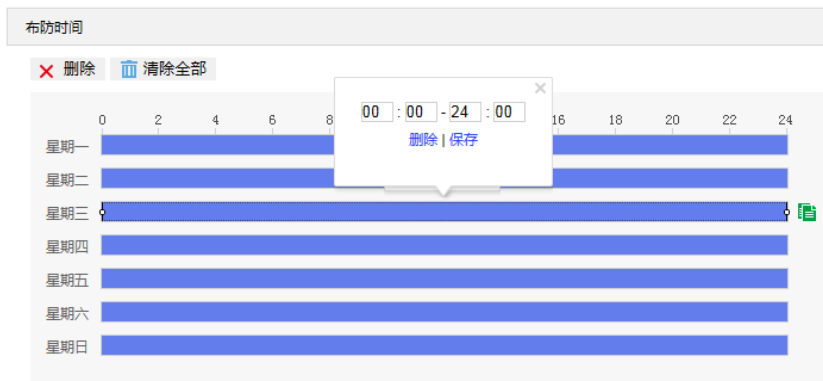 布防时间
删除 清除全部
00 : 00 - 24 : 00
删除 | 保存
0 2 4 6 8 16 18 20 22 24
星期一
星期二
星期三
星期四
星期五
星期六
星期日